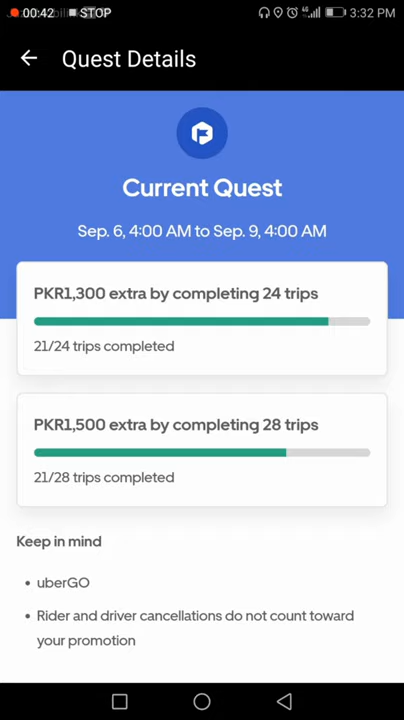 00:42 STOP
3:32 PM
Quest Details
Current Quest
Sep. 6, 4:00 AM to Sep. 9, 4:00 AM
PKR1,300 extra by completing 24 trips
21/24 trips completed
PKR1,500 extra by completing 28 trips
21/28 trips completed
Keep in mind
• uberGO
• Rider and driver cancellations do not count toward
your promotion